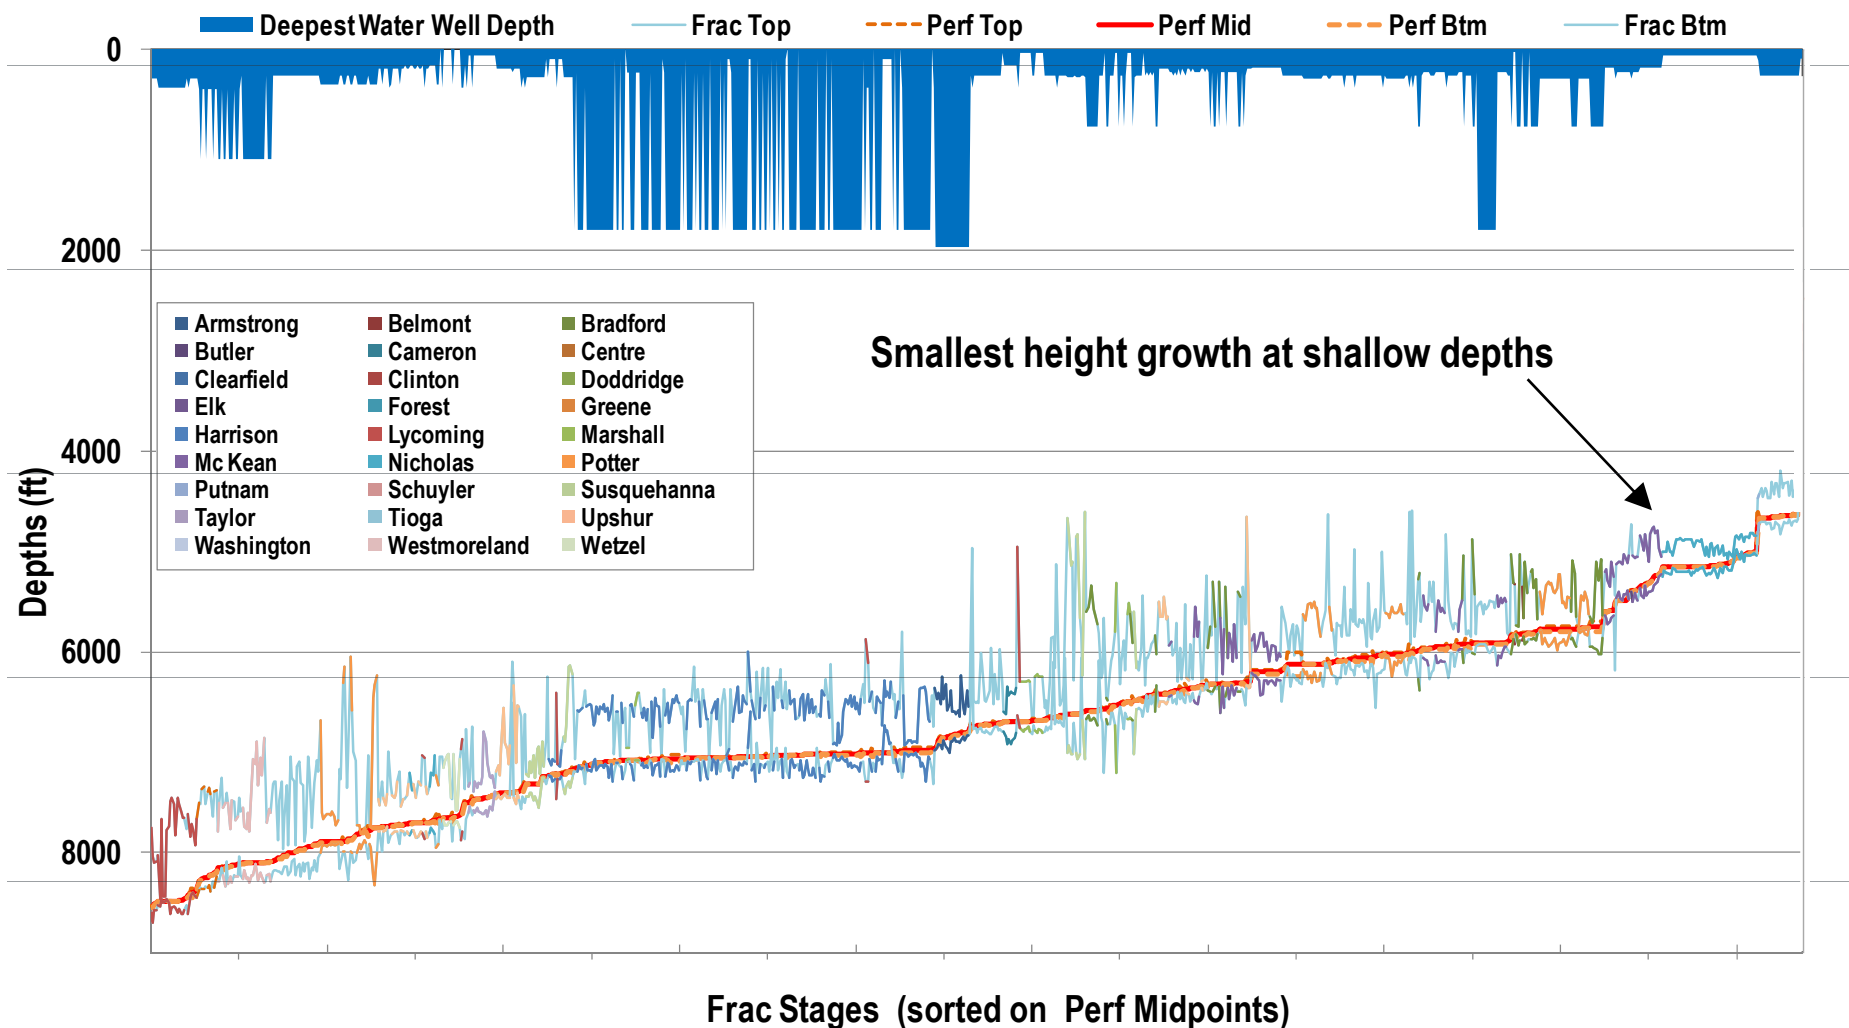 Deepest Water Well Depth Frac Top Perf Top Perf Mid Perf Btm Frac Btm
0
2000
4000
6000
8000
Depths (ft)
Armstrong Belmont Bradford
Butler Cameron Centre
Clearfield Clinton Doddridge
Elk Forest Greene
Harrison Lycoming Marshall
Mc Kean Nicholas Potter
Putnam Schuyler Susquehanna
Taylor Tioga Upshur
Washington Westmoreland Wetzel
Smallest height growth at shallow depths
Frac Stages (sorted on Perf Midpoints)